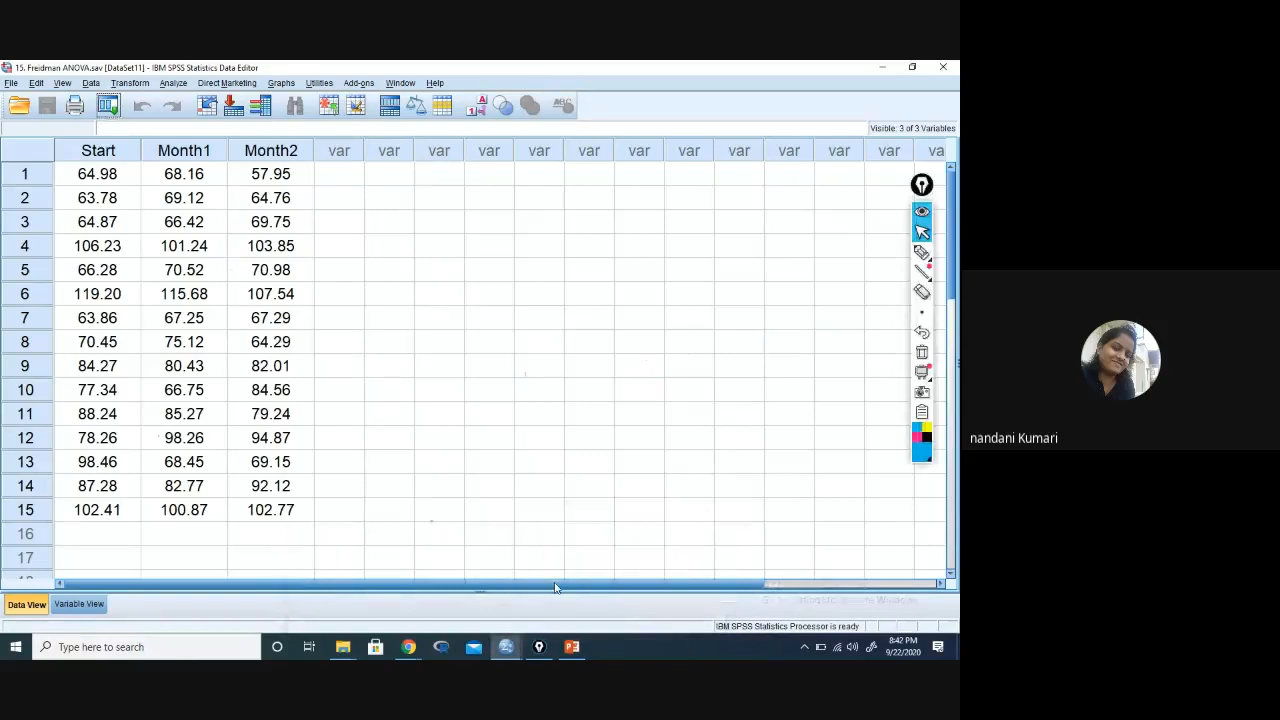 15. Freidman ANOVA.sav [DataSet11] - IBM SPSS Statistics Data Editor
File Edit View Data Transform Analyze Direct Marketing Graphs Utilities Add-ons Window Help
Visible: 3 of 3 Variables
Start Month1 Month2 var var var var var var var var var var var var va
1 64.98 68.16 57.95
2 63.78 69.12 64.76
3 64.87 66.42 69.75
4 106.23 101.24 103.85
5 66.28 70.52 70.98
6 119.20 115.68 107.54
7 63.86 67.25 67.29
8 70.45 75.12 64.29
9 84.27 80.43 82.01
10 77.34 66.75 84.56
11 88.24 85.27 79.24
12 78.26 98.26 94.87
13 98.46 68.45 69.15
14 87.28 82.77 92.12
15 102.41 100.87 102.77
16
17
nandani Kumari
Data View Variable View
IBM SPSS Statistics Processor is ready
Type here to search
8:42 PM
9/22/2020